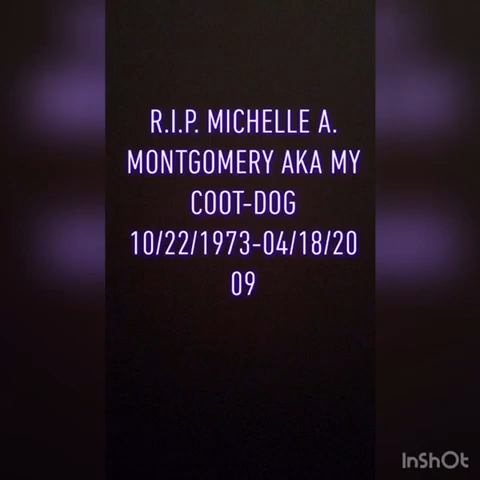 R.I.P. MICHELLE A.
MONTGOMERY AKA MY
COOT-DOG
10/22/1973-04/18/20
09
InShOt